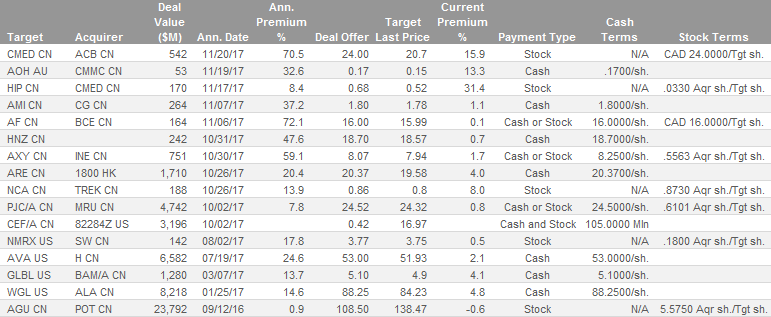 Deal Ann. Current
Value Premium Target Premium Cash
Target Acquirer ($M) Ann. Date % Deal Offer Last Price % Payment Type Terms Stock Terms
CMED CN ACB CN 542 11/20/17 70.5 24.00 20.7 15.9 Stock N/A CAD 24.0000/Tgt sh.
AOH AU CMMC CN 53 11/19/17 32.6 0.17 0.15 13.3 Cash .1700/sh.
HIP CN CMED CN 170 11/17/17 8.4 0.68 0.52 31.4 Stock N/A .0330 Aqr sh./Tgt sh.
AMI CN CG CN 264 11/07/17 37.2 1.80 1.78 1.1 Cash 1.8000/sh.
AF CN BCE CN 164 11/06/17 72.1 16.00 15.99 0.1 Cash or Stock 16.0000/sh. CAD 16.0000/Tgt sh.
HNZ CN 242 10/31/17 47.6 18.70 18.57 0.7 Cash 18.7000/sh.
AXY CN INE CN 751 10/30/17 59.1 8.07 7.94 1.7 Cash or Stock 8.2500/sh. .5563 Aqr sh./Tgt sh.
ARE CN 1800 HK 1,710 10/26/17 20.4 20.37 19.58 4.0 Cash 20.3700/sh.
NCA CN TREK CN 188 10/26/17 13.9 0.86 0.8 8.0 Stock N/A .8730 Aqr sh./Tgt sh.
PJC/A CN MRU CN 4,742 10/02/17 7.8 24.52 24.32 0.8 Cash or Stock 24.5000/sh. .6101 Aqr sh./Tgt sh.
CEF/A CN 82284Z US 3,196 10/02/17 0.42 16.97 Cash and Stock 105.0000 Mln
NMRX US SW CN 142 08/02/17 17.8 3.77 3.75 0.5 Stock .1800 Aqr sh./Tgt sh.
AVA US H CN 6,582 07/19/17 24.6 53.00 51.93 2.1 Cash 53.0000/sh.
GLBL US BAM/A CN 1,280 03/07/17 13.7 5.10 4.9 4.1 Cash 5.1000/sh.
WGL US ALA CN 8,218 01/25/17 14.6 88.25 84.23 4.8 Cash 88.2500/sh.
AGU CN POT CN 23,792 09/12/16 0.9 108.50 138.47 -0.6 Stock N/A 5.5750 Aqr sh./Tgt sh.